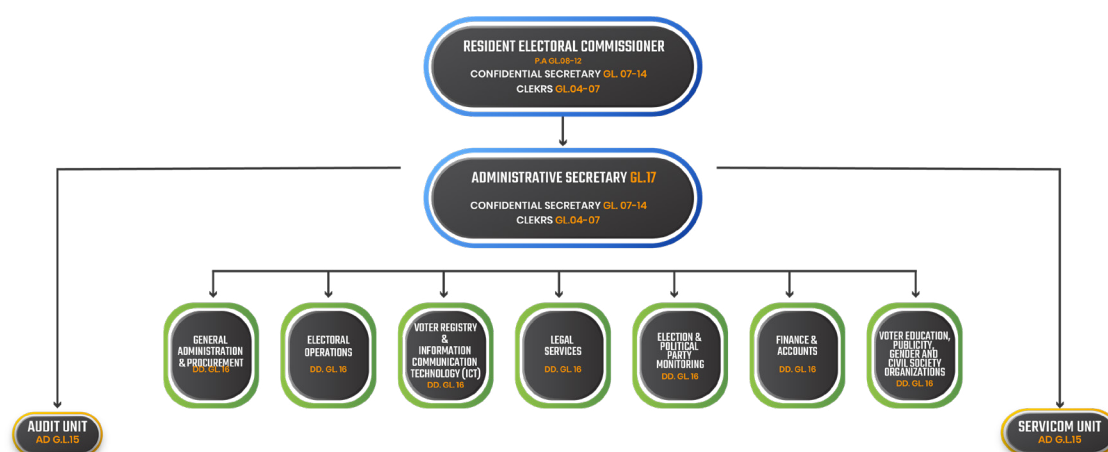 RESIDENT ELECTORAL COMMISSIONER
P.A GL.08-12
CONFIDENTIAL SECRETARY GL. 07-14
CLEKRS GL.04-07
ADMINISTRATIVE SECRETARY GL.17
CONFIDENTIAL SECRETARY GL. 07-14
CLEKRS GL.04-07
GENERAL
ADMINISTRATION
& PROCUREMENT
DD. GL. 16
ELECTORAL
OPERATIONS
DD. GL. 16
VOTER REGISTRY
&
INFORMATION
COMMUNICATION
TECHNOLOGY (ICT)
DD. GL. 16
LEGAL
SERVICES
DD. GL. 16
ELECTION &
POLITICAL
PARTY
MONITORING
DD. GL. 16
FINANCE &
ACCOUNTS
DD. GL. 16
VOTER EDUCATION,
PUBLICITY,
GENDER AND
CIVIL SOCIETY
ORGANIZATIONS
DD. GL. 16
AUDIT UNIT
AD G.L.15
SERVICOM UNIT
AD G.L.15